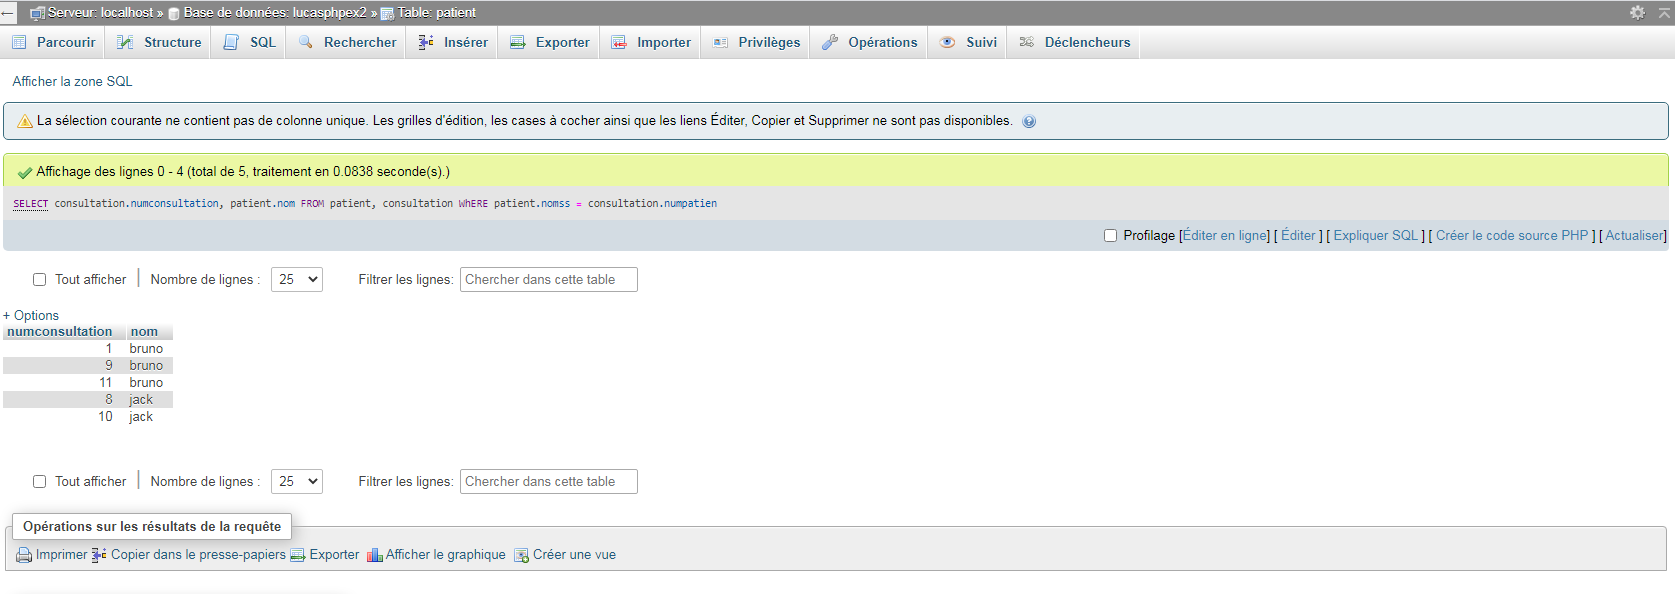 Serveur: localhost » Base de données: lucasphpex2 » Table: patient
Parcourir Structure SQL Rechercher Insérer Exporter Importer Privilèges Opérations Suivi Déclencheurs
Afficher la zone SQL
La sélection courante ne contient pas de colonne unique. Les grilles d'édition, les cases à cocher ainsi que les liens Éditer, Copier et Supprimer ne sont pas disponibles.
Affichage des lignes 0 - 4 (total de 5, traitement en 0.0838 seconde(s).)
SELECT consultation.numconsultation, patient.nom FROM patient, consultation WhERE patient.nomss = consultation.numpatien
Profilage [Éditer en ligne] [ Éditer ] [ Expliquer SQL ] [ Créer le code source PHP ] [ Actualiser]
Tout afficher | Nombre de lignes : 25 Filtrer les lignes: Chercher dans cette table
+ Options
numconsultation nom
1 bruno
9 bruno
11 bruno
8 jack
10 jack
Tout afficher | Nombre de lignes : 25 Filtrer les lignes: Chercher dans cette table
Opérations sur les résultats de la requête
Imprimer Copier dans le presse-papiers Exporter Afficher le graphique Créer une vue